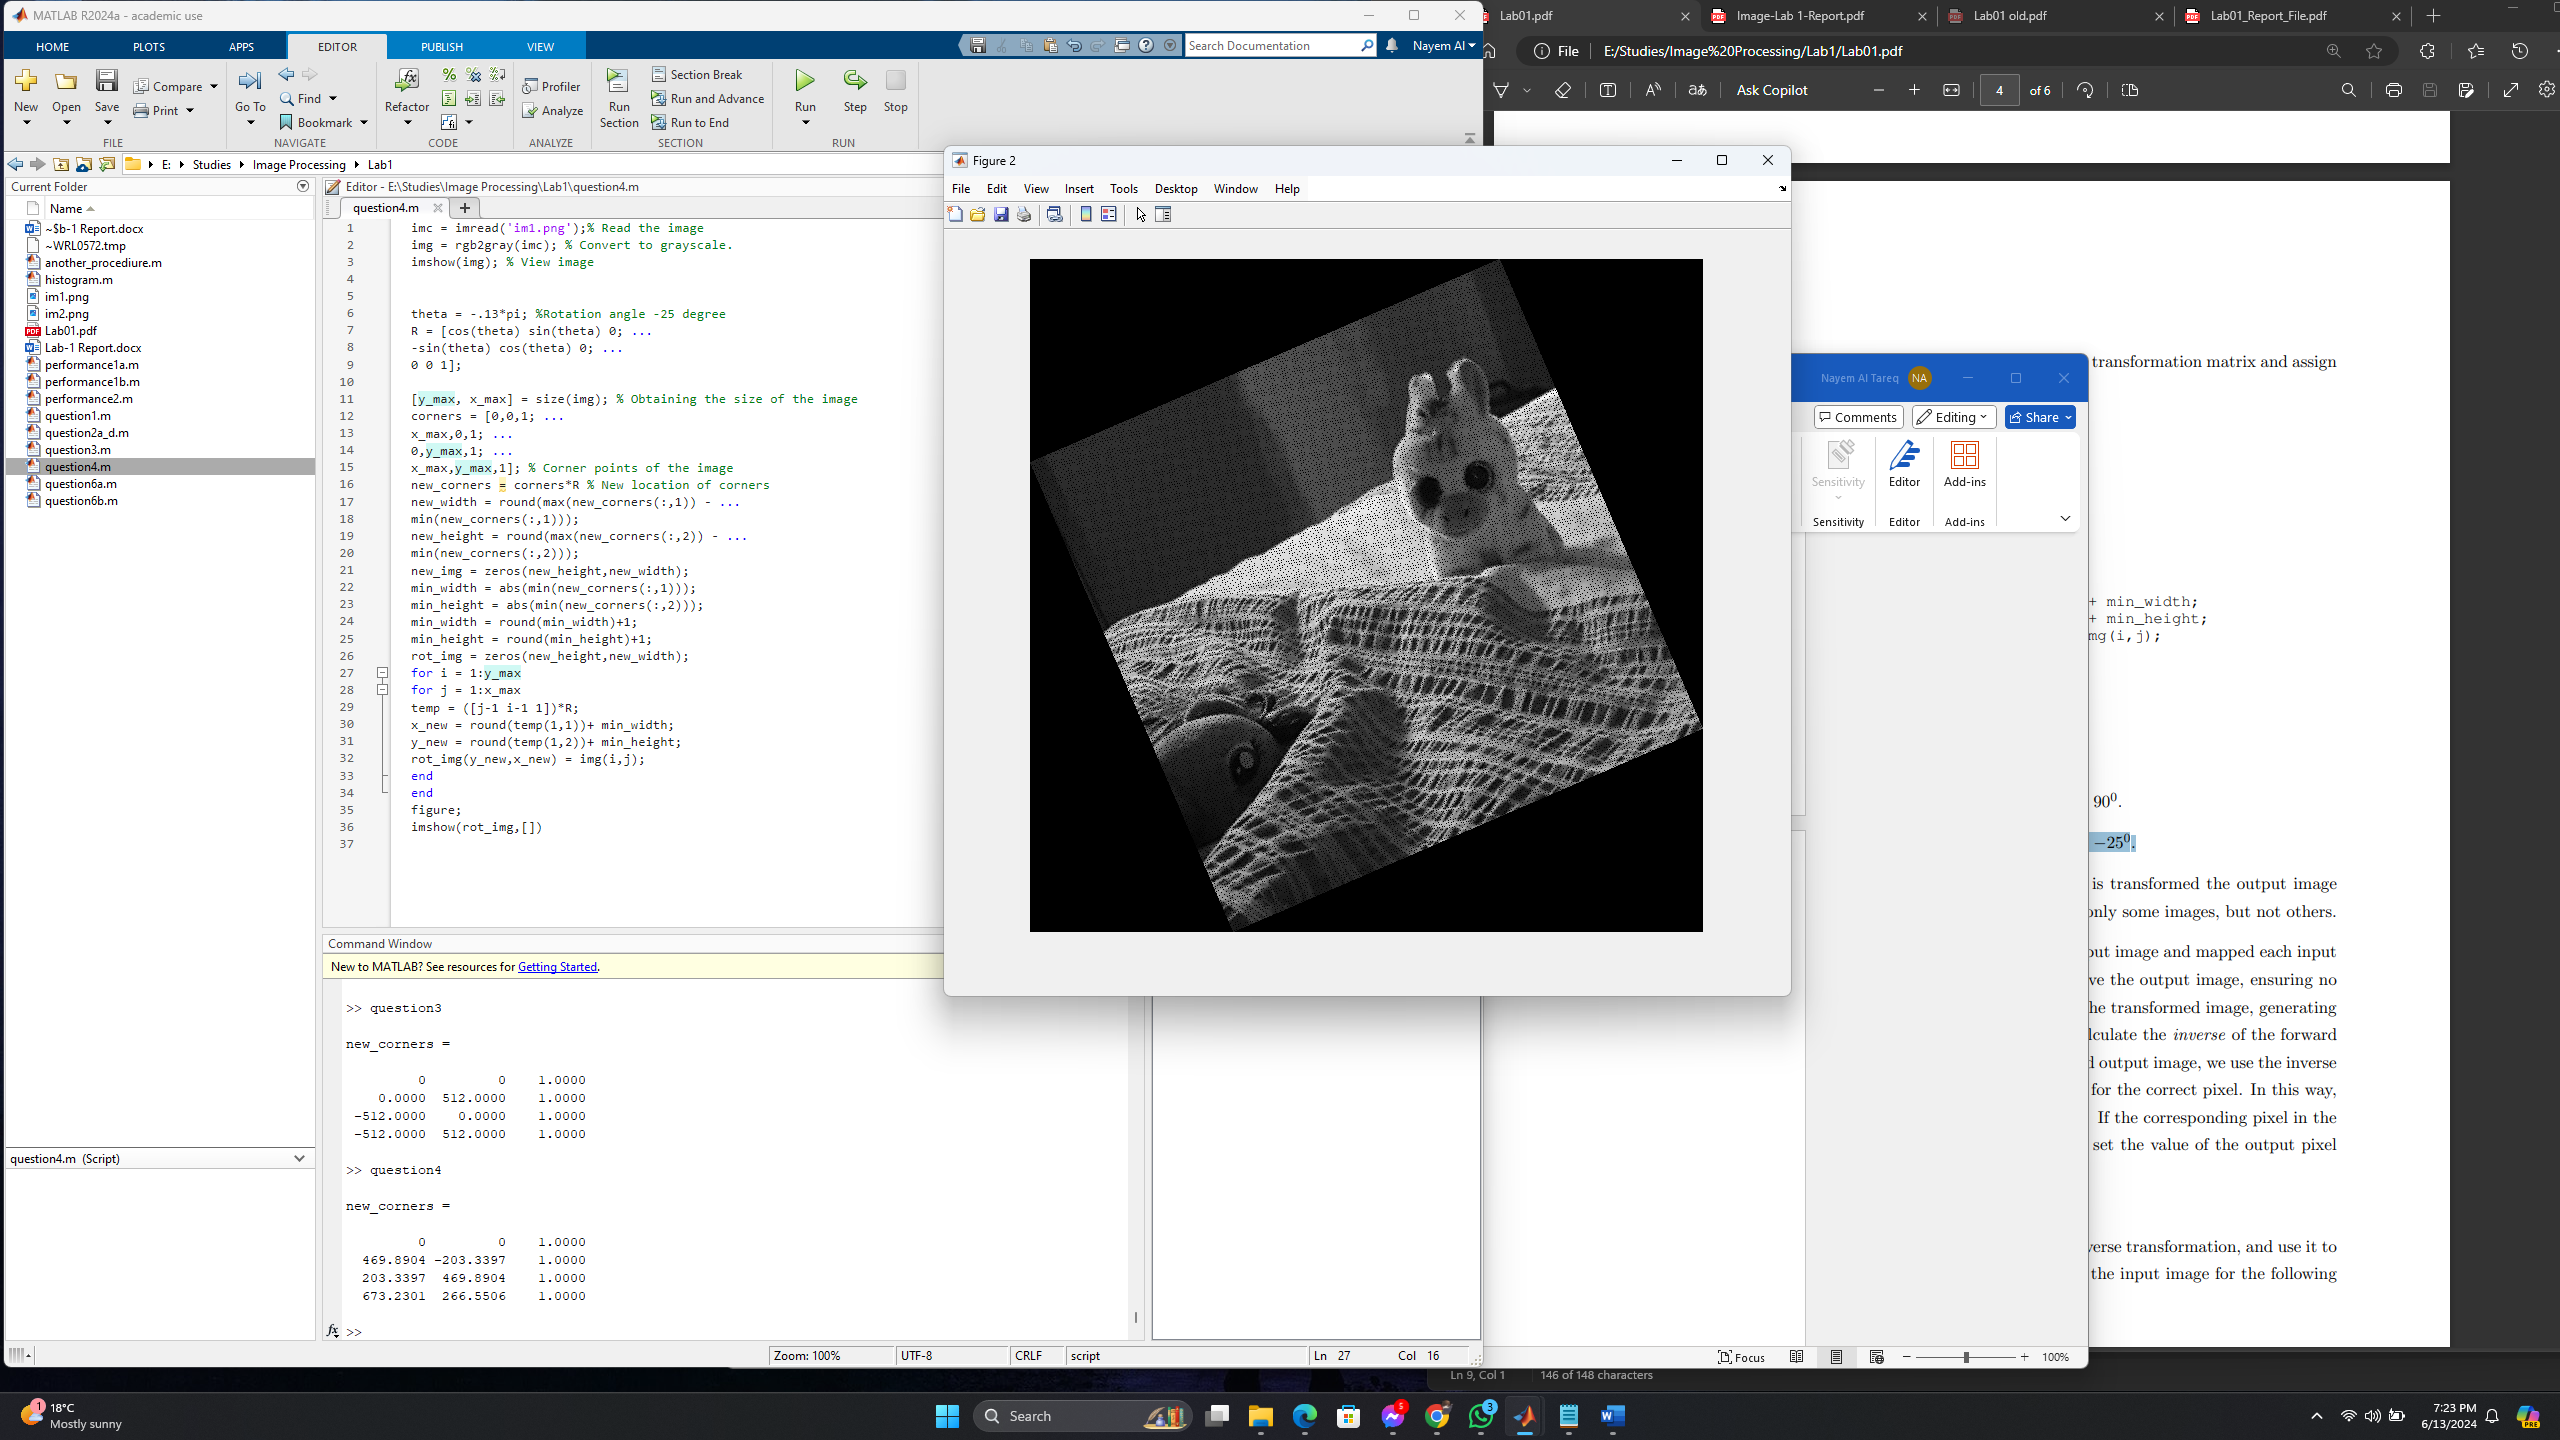 MATLAB R2024a - academic use
HOME PLOTS APPS EDITOR PUBLISH VIEW
Search Documentation
Nayem Al
New Open Save Compare Print
FILE
Go To Find Bookmark
NAVIGATE
Refactor
CODE
Profiler Analyze
ANALYZE
Run Section Section Break Run and Advance Run to End
SECTION
Run Step Stop
RUN
E: Studies Image Processing Lab1
Current Folder
Name
~$b-1 Report.docx
~WRL0572.tmp
another_procediure.m
histogram.m
im1.png
im2.png
Lab01.pdf
Lab-1 Report.docx
performance1a.m
performance1b.m
performance2.m
question1.m
question2a_d.m
question3.m
question4.m
question6a.m
question6b.m
question4.m (Script)
Editor - E:\Studies\Image Processing\Lab1\question4.m
question4.m
1 imc = imread('im1.png');% Read the image
2 img = rgb2gray(imc); % Convert to grayscale.
3 imshow(img); % View image
4
5
6 theta = -.13*pi; %Rotation angle -25 degree
7 R = [cos(theta) sin(theta) 0; ...
8 -sin(theta) cos(theta) 0; ...
9 0 0 1];
10
11 [y_max, x_max] = size(img); % Obtaining the size of the image
12 corners = [0,0,1; ...
13 x_max,0,1; ...
14 0,y_max,1; ...
15 x_max,y_max,1]; % Corner points of the image
16 new_corners = corners*R % New location of corners
17 new_width = round(max(new_corners(:,1)) - ...
18 min(new_corners(:,1)));
19 new_height = round(max(new_corners(:,2)) - ...
20 min(new_corners(:,2)));
21 new_img = zeros(new_height,new_width);
22 min_width = abs(min(new_corners(:,1)));
23 min_height = abs(min(new_corners(:,2)));
24 min_width = round(min_width)+1;
25 min_height = round(min_height)+1;
26 rot_img = zeros(new_height,new_width);
27 for i = 1:y_max
28 for j = 1:x_max
29 temp = ([j-1 i-1 1])*R;
30 x_new = round(temp(1,1))+ min_width;
31 y_new = round(temp(1,2))+ min_height;
32 rot_img(y_new,x_new) = img(i,j);
33 end
34 end
35 figure;
36 imshow(rot_img,[])
37
Command Window
New to MATLAB? See resources for Getting Started.
>> question3
new_corners =
0 0 1.0000
0.0000 512.0000 1.0000
-512.0000 0.0000 1.0000
-512.0000 512.0000 1.0000
>> question4
new_corners =
0 0 1.0000
469.8904 -203.3397 1.0000
203.3397 469.8904 1.0000
673.2301 266.5506 1.0000
fx >>
Zoom: 100% UTF-8 CRLF script Ln 27 Col 16
Figure 2
File Edit View Insert Tools Desktop Window Help
Lab01.pdf
Image-Lab 1-Report.pdf
Lab01 old.pdf
Lab01_Report_File.pdf
File E:/Studies/Image%20Processing/Lab1/Lab01.pdf
Ask Copilot 4 of 6
transformation matrix and assign
Nayem Al Tareq NA
Comments Editing Share
Sensitivity Editor Add-ins
Sensitivity Editor Add-ins
+ min_width;
+ min_height;
mg(i,j);
90⁰.
−25⁰.
is transformed the output image
only some images, but not others.
out image and mapped each input
ve the output image, ensuring no
he transformed image, generating
lculate the inverse of the forward
d output image, we use the inverse
for the correct pixel. In this way,
If the corresponding pixel in the
set the value of the output pixel
verse transformation, and use it to
the input image for the following
Focus 100%
Ln 9, Col 1 146 of 148 characters
1
18°C
Mostly sunny
Search
5
3
7:23 PM
6/13/2024
PRE